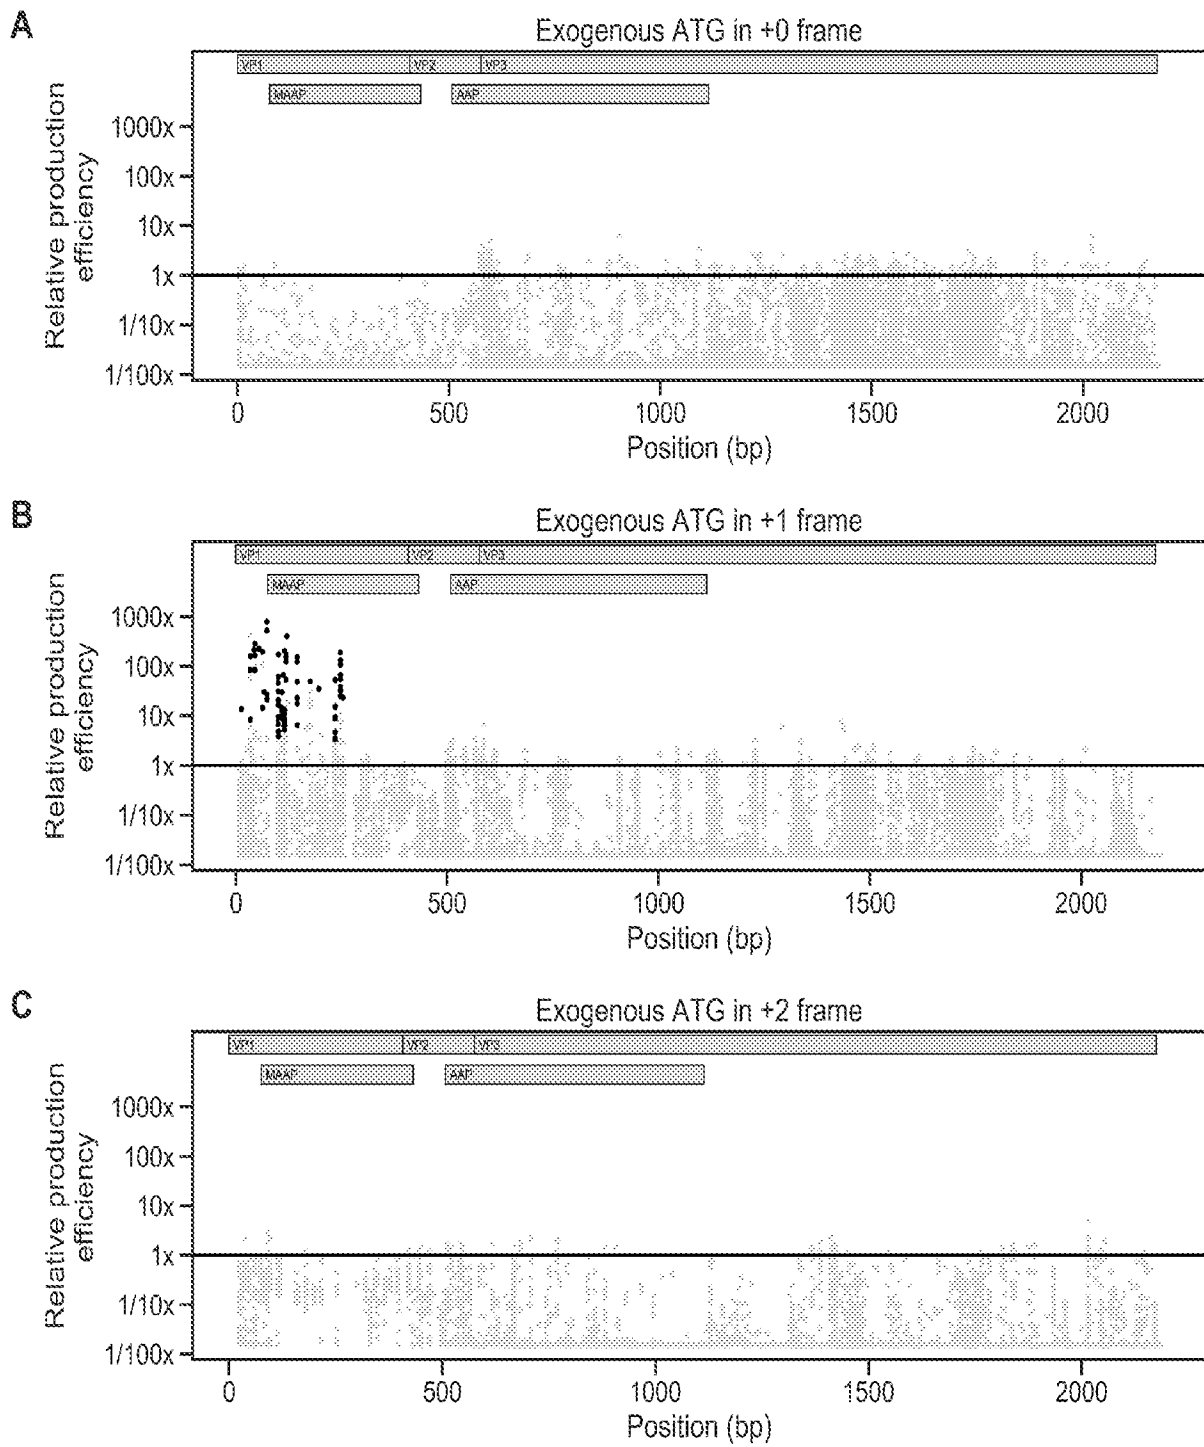 A
Exogenous ATG in +0 frame
VP1 VP2 VP3
MAAP AAP
Relative production
efficiency
1000x
100x
10x
1x
1/10x
1/100x
0 500 1000 1500 2000
Position (bp)
B
Exogenous ATG in +1 frame
VP1 VP2 VP3
MAAP AAP
Relative production
efficiency
1000x
100x
10x
1x
1/10x
1/100x
0 500 1000 1500 2000
Position (bp)
C
Exogenous ATG in +2 frame
VP1 VP2 VP3
MAAP AAP
Relative production
efficiency
1000x
100x
10x
1x
1/10x
1/100x
0 500 1000 1500 2000
Position (bp)